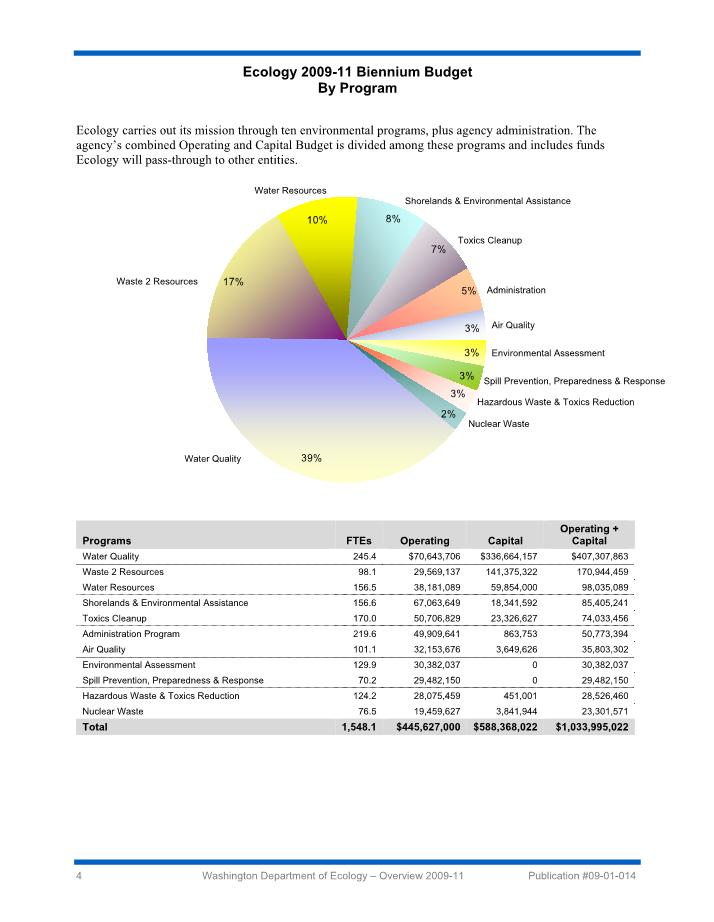 Ecology 2009-11 Biennium Budget
By Program
Ecology carries out its mission through ten environmental programs, plus agency administration. The
agency's combined Operating and Capital Budget is divided among these programs and includes funds
Ecology will pass-through to other entities.
Water Resources
Shorelands & Environmental Assistance
10%
8%
Toxics Cleanup
7%
Waste 2 Resources
17%
5%
Administration
3%
Air Quality
3%
Environmental Assessment
3%
Spill Prevention, Preparedness & Response
3%
Hazardous Waste & Toxics Reduction
2%
Nuclear Waste
Water Quality
39%
Operating +
Programs FTEs Operating Capital Capital
Water Quality 245.4 $70,643,706 $336,664,157 $407,307,863
Waste 2 Resources 98.1 29,569,137 141,375,322 170,944,459
Water Resources 156.5 38,181,089 59,854,000 98,035,089
Shorelands & Environmental Assistance 156.6 67,063,649 18,341,592 85,405,241
Toxics Cleanup 170.0 50,706,829 23,326,627 74,033,456
Administration Program 219.6 49,909,641 863,753 50,773,394
Air Quality 101.1 32,153,676 3,649,626 35,803,302
Environmental Assessment 129.9 30,382,037 0 30,382,037
Spill Prevention, Preparedness & Response 70.2 29,482,150 0 29,482,150
Hazardous Waste & Toxics Reduction 124.2 28,075,459 451,001 28,526,460
Nuclear Waste 76.5 19,459,627 3,841,944 23,301,571
Total 1,548.1 $445,627,000 $588,368,022 $1,033,995,022
4 Washington Department of Ecology – Overview 2009-11 Publication #09-01-014